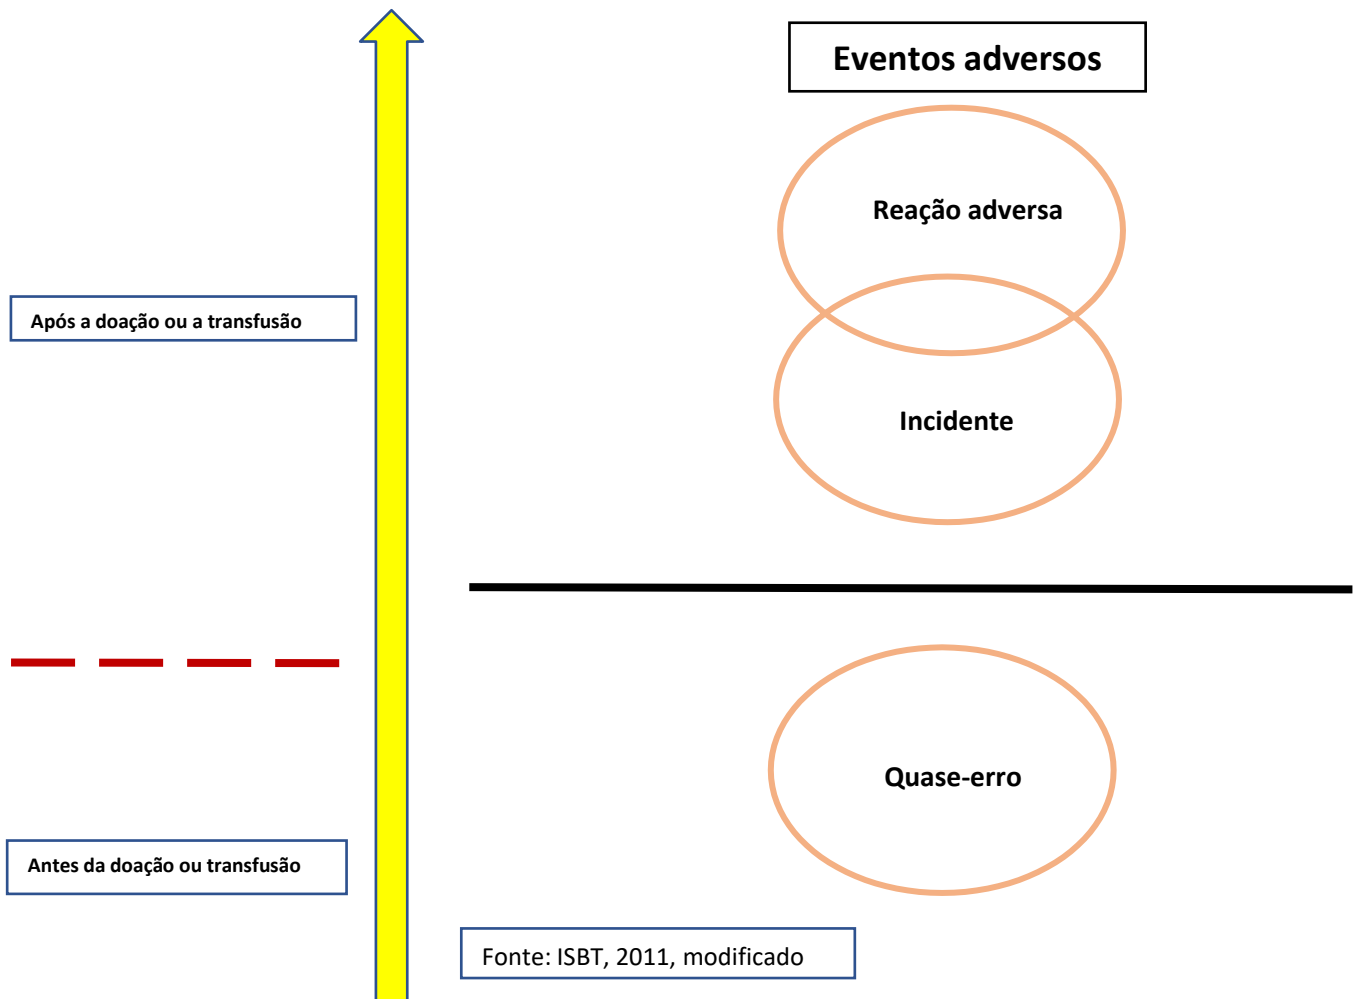 Eventos adversos
Reação adversa
Após a doação ou a transfusão
Incidente
Quase-erro
Antes da doação ou transfusão
Fonte: ISBT, 2011, modificado